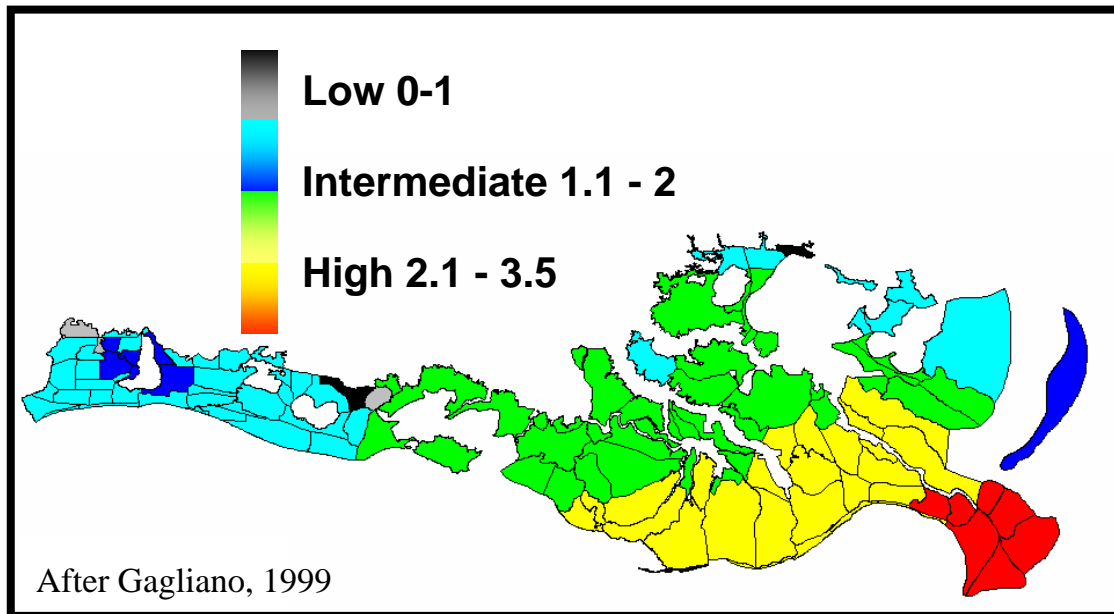 Low 0-1
Intermediate 1.1 - 2
High 2.1 - 3.5
After Gagliano, 1999